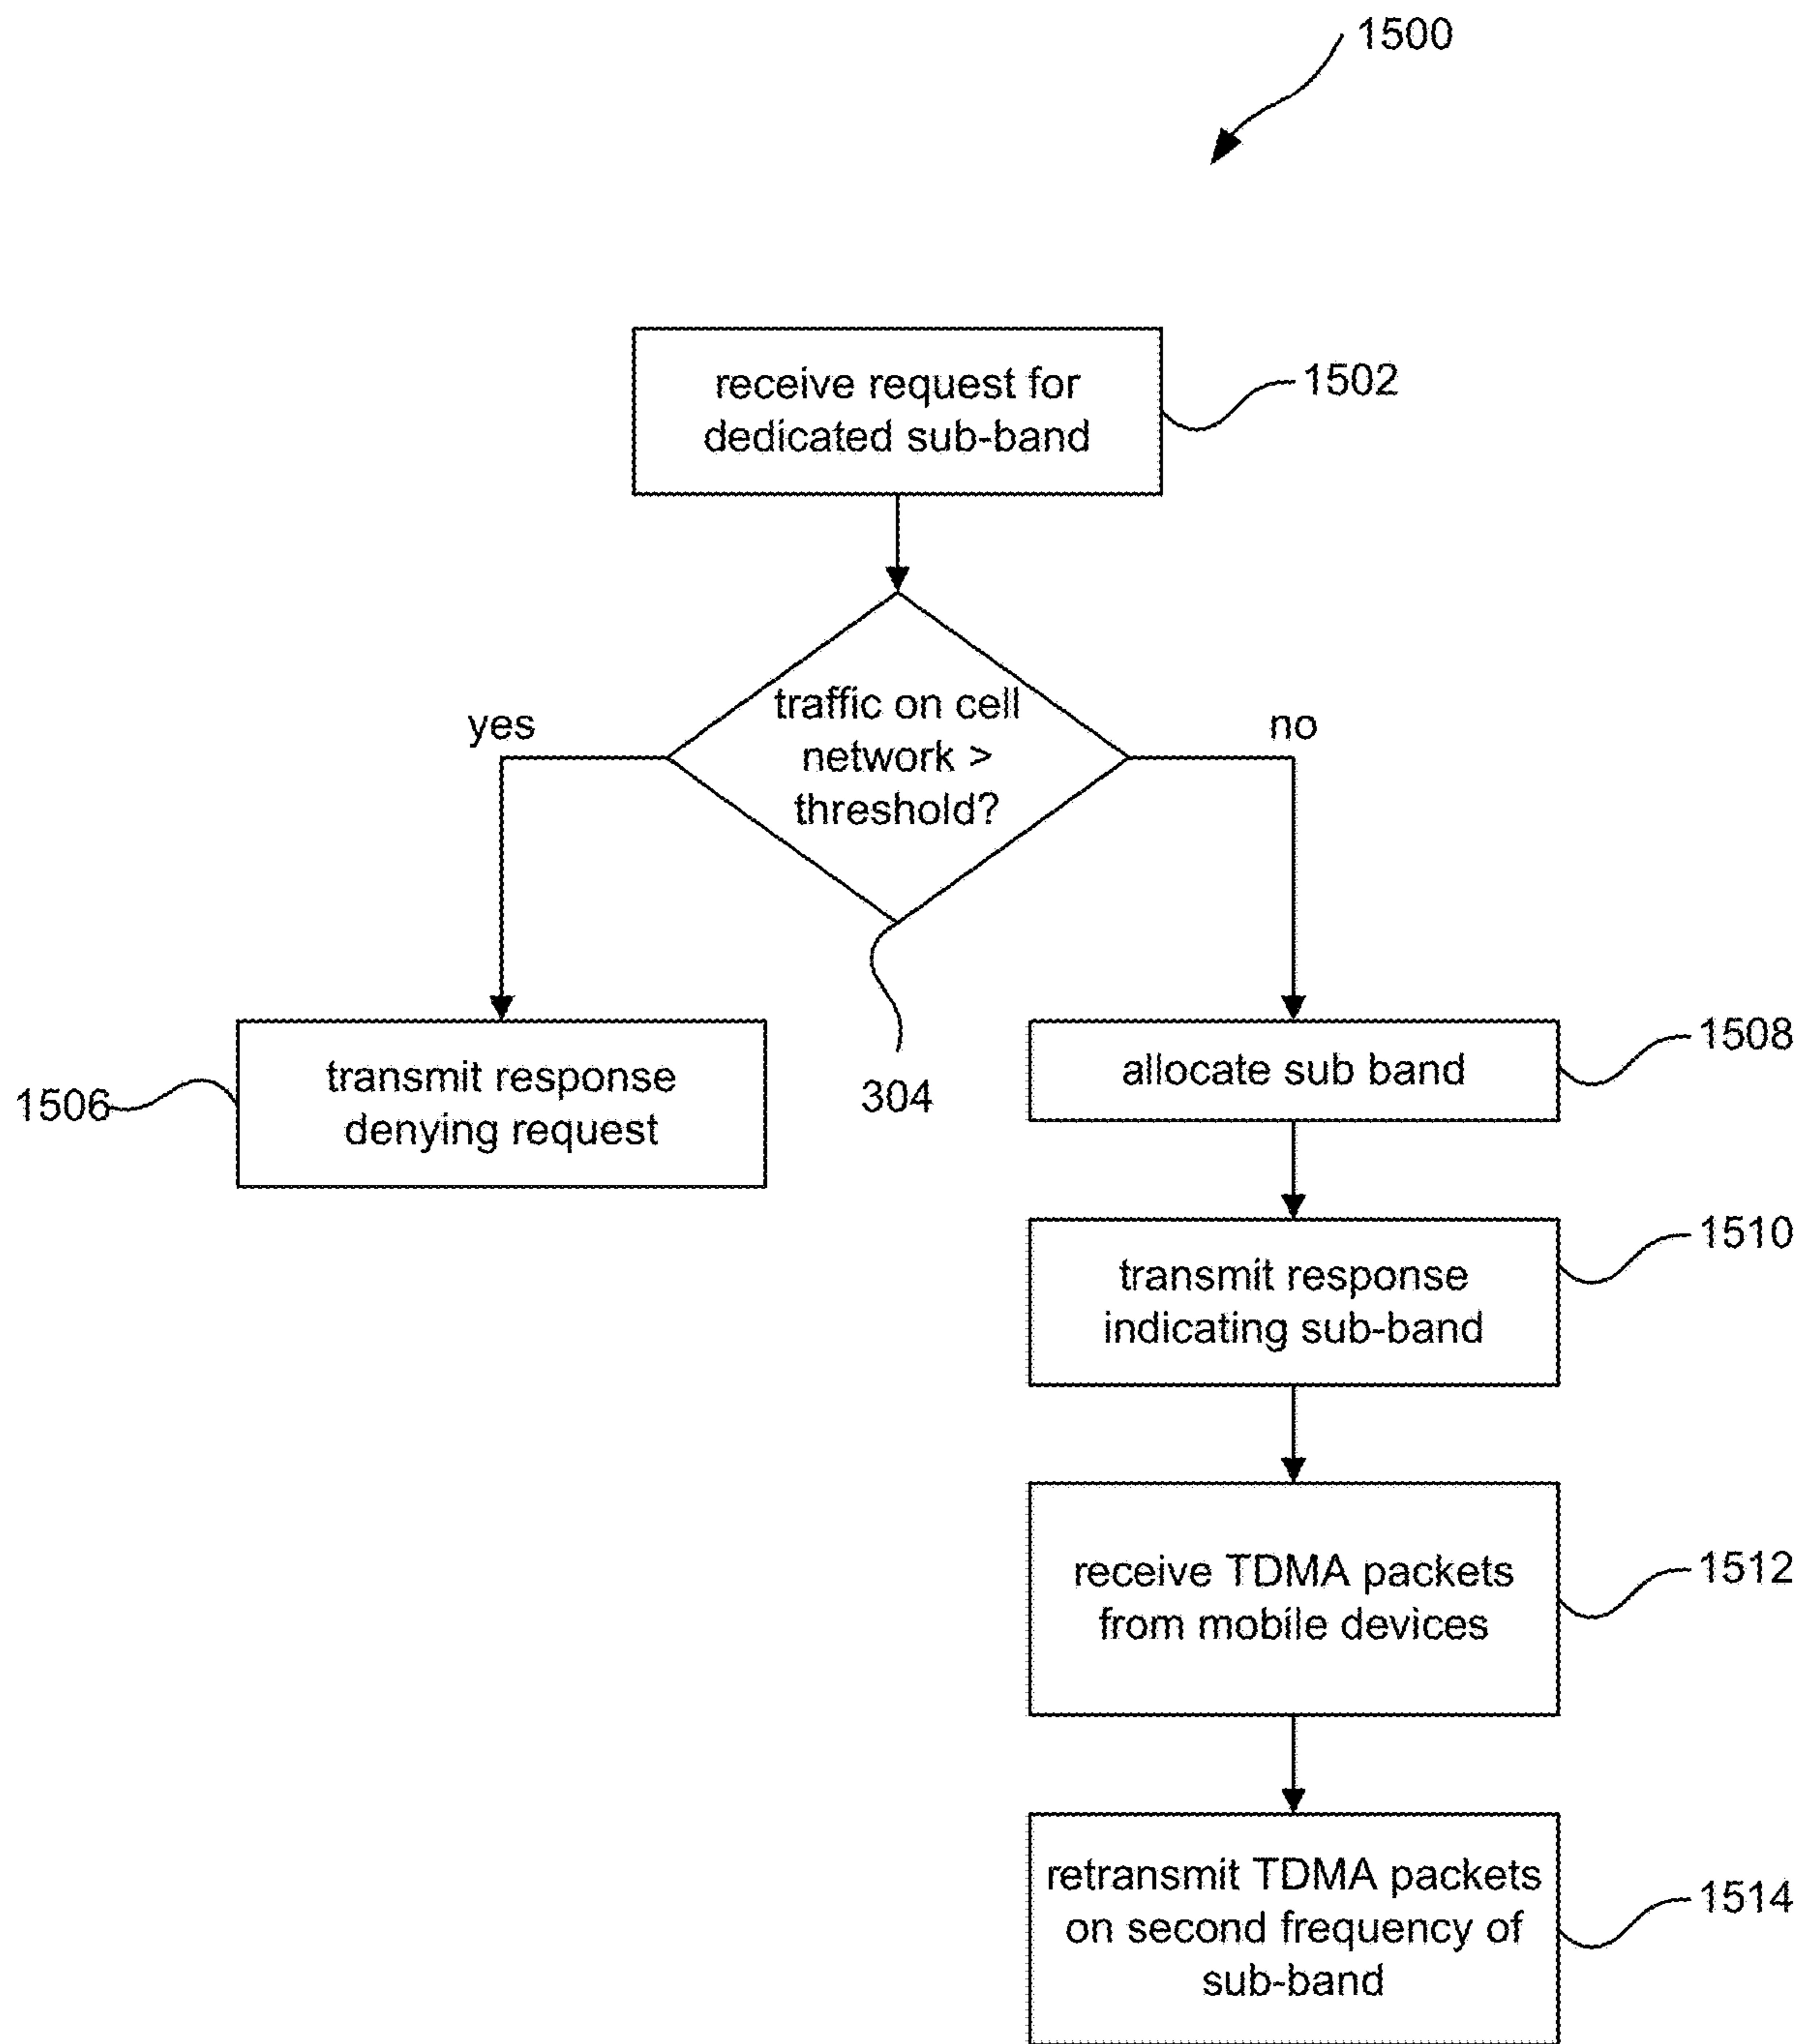 1500
receive request for
dedicated sub-band
1502
traffic on cell
network >
threshold?
yes
no
304
transmit response
denying request
1506
allocate sub band
1508
transmit response
indicating sub-band
1510
receive TDMA packets
from mobile devices
1512
retransmit TDMA packets
on second frequency of
sub-band
1514